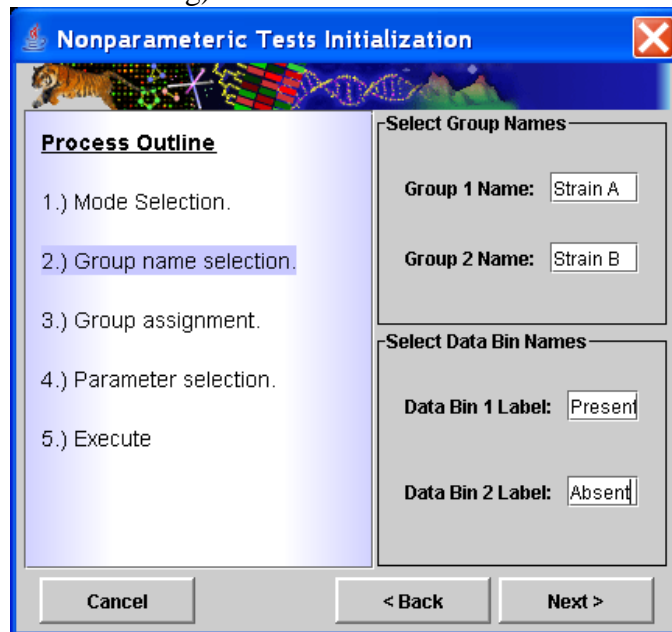 Nonparameteric Tests Initialization
Process Outline
1.) Mode Selection.
2.) Group name selection.
3.) Group assignment.
4.) Parameter selection.
5.) Execute
Select Group Names
Group 1 Name: Strain A
Group 2 Name: Strain B
Select Data Bin Names
Data Bin 1 Label: Present
Data Bin 2 Label: Absent
Cancel
< Back
Next >